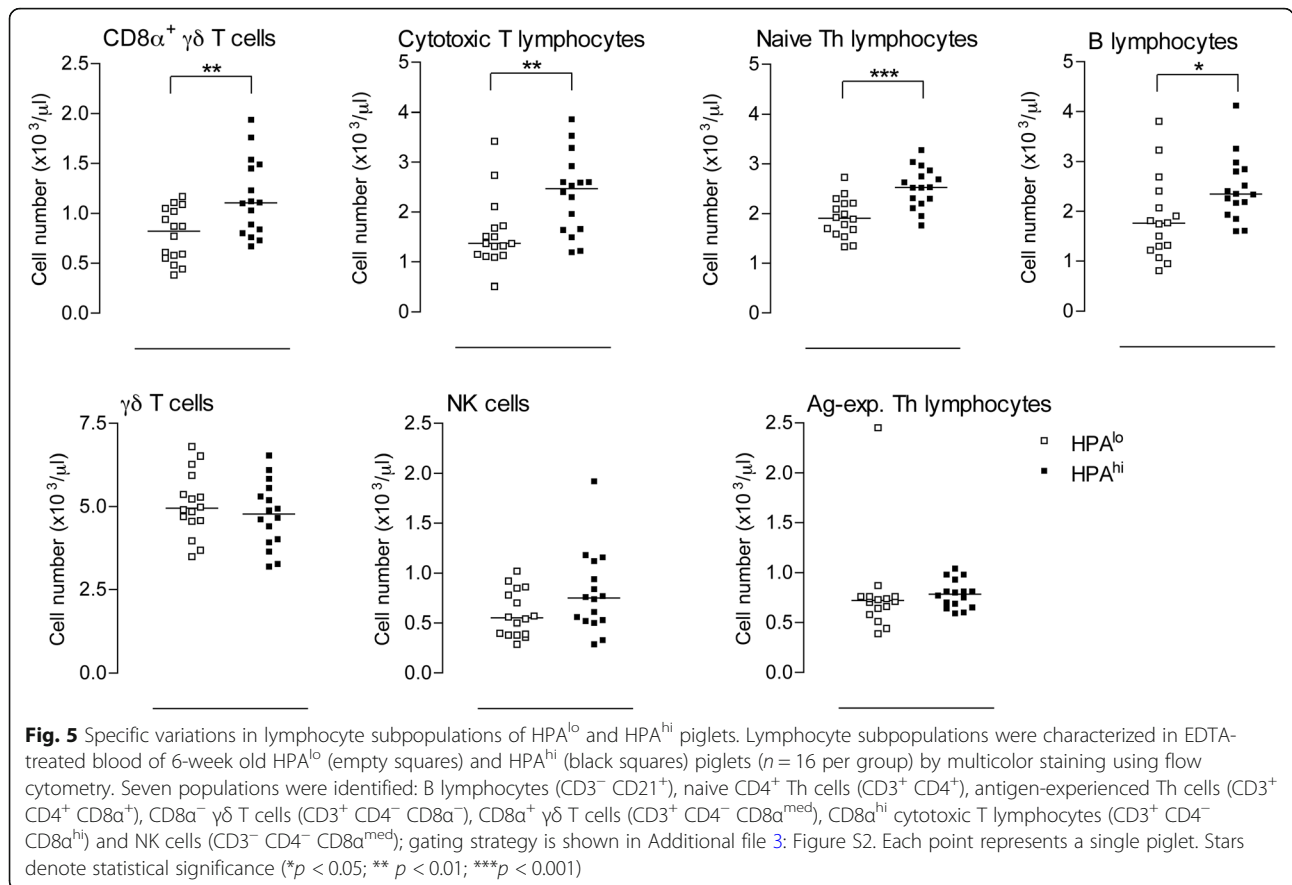 CD8α⁺ γδ T cells
Cell number (x10³/µl)
2.5
2.0
1.5
1.0
0.5
0.0
**
Cytotoxic T lymphocytes
Cell number (x10³/µl)
5
4
3
2
1
0
**
Naive Th lymphocytes
Cell number (x10³/µl)
5
4
3
2
1
0
***
B lymphocytes
Cell number (x10³/µl)
5
4
3
2
1
0
*
γδ T cells
Cell number (x10³/µl)
7.5
5.0
2.5
0.0
NK cells
Cell number (x10³/µl)
2.5
2.0
1.5
1.0
0.5
0.0
Ag-exp. Th lymphocytes
Cell number (x10³/µl)
2.5
2.0
1.5
1.0
0.5
0.0
HPA^lo
HPA^hi
Fig. 5 Specific variations in lymphocyte subpopulations of HPA^lo and HPA^hi piglets. Lymphocyte subpopulations were characterized in EDTA-
treated blood of 6-week old HPA^lo (empty squares) and HPA^hi (black squares) piglets (n = 16 per group) by multicolor staining using flow
cytometry. Seven populations were identified: B lymphocytes (CD3⁻ CD21⁺), naive CD4⁺ Th cells (CD3⁺ CD4⁺), antigen-experienced Th cells (CD3⁺
CD4⁺ CD8α⁺), CD8α⁻ γδ T cells (CD3⁺ CD4⁻ CD8α⁻), CD8α⁺ γδ T cells (CD3⁺ CD4⁻ CD8α^med), CD8α^hi cytotoxic T lymphocytes (CD3⁺ CD4⁻
CD8α^hi) and NK cells (CD3⁻ CD4⁻ CD8α^med); gating strategy is shown in Additional file 3: Figure S2. Each point represents a single piglet. Stars
denote statistical significance (*p < 0.05; ** p < 0.01; ***p < 0.001)